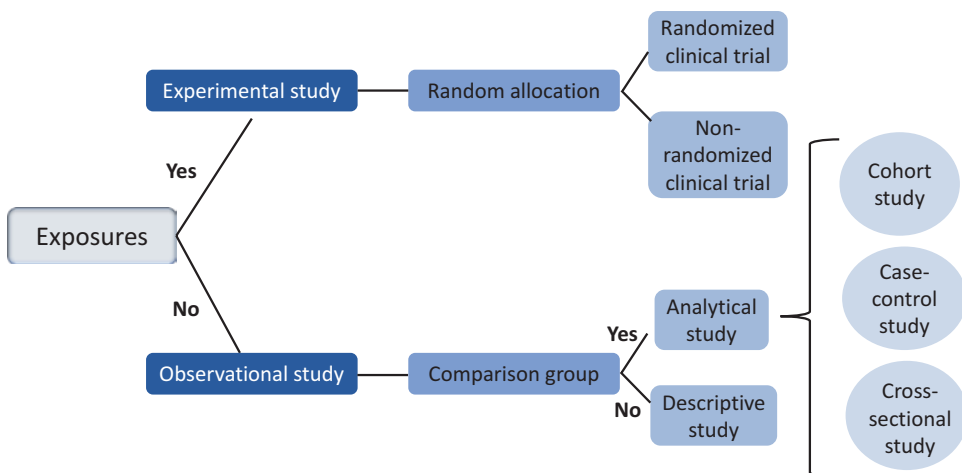 Randomized
clinical trial
Experimental study
Random allocation
Non-
randomized
clinical trial
Yes
Cohort
study
Exposures
Case-
control
study
No
Analytical
study
Yes
Observational study
Comparison group
No
Descriptive
study
Cross-
sectional
study